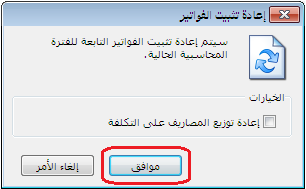 إعادة تثبيت الفواتير
سيتم إعادة تثبيت الفواتير التابعة للفترة
المحاسبية الحالية.
الخيارات
إعادة توزيع المصاريف على التكلفة
موافق
إلغاء الأمر